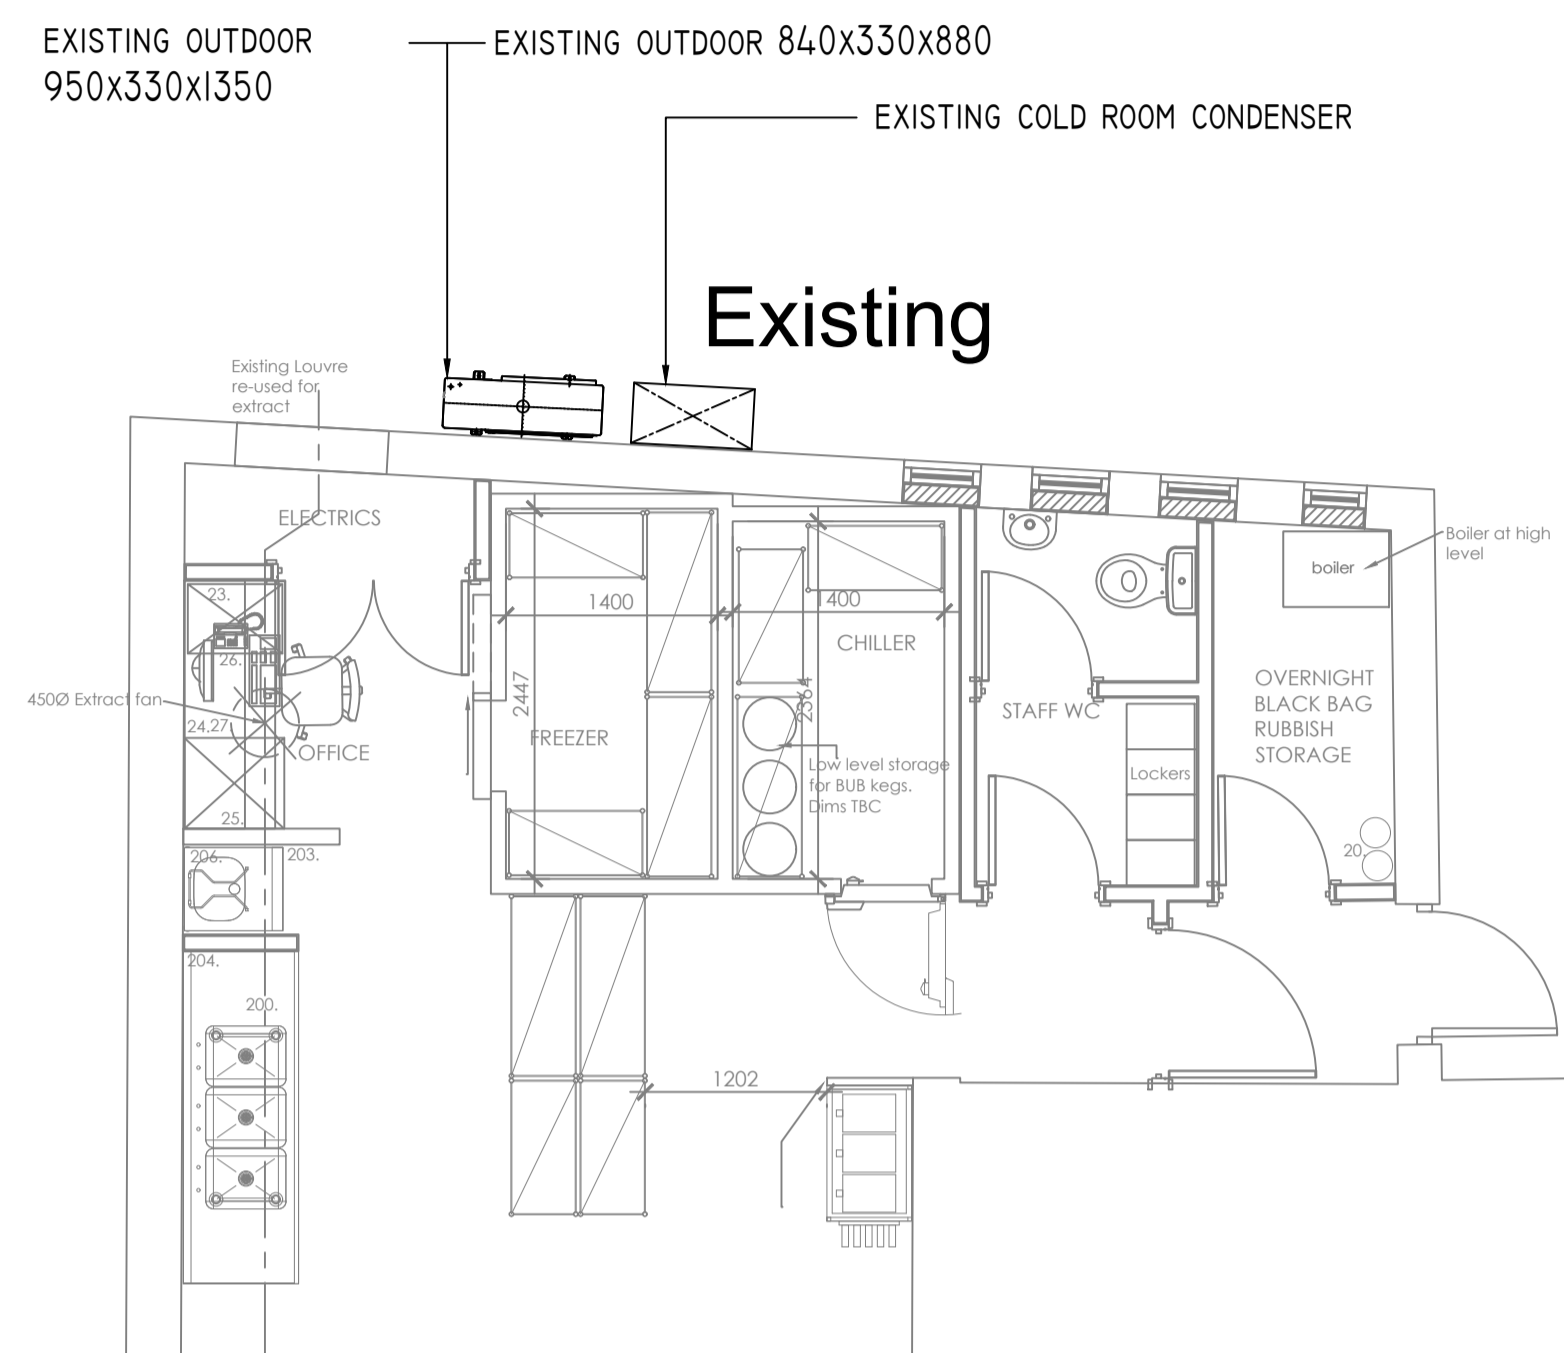 EXISTING OUTDOOR
950x330x1350
EXISTING OUTDOOR 840x330x880
EXISTING COLD ROOM CONDENSER
Existing
Existing Louvre
re-used for
extract
ELECTRICS
Boiler at high
level
boiler
23.
1400
1400
CHILLER
26.
2447
2364
OVERNIGHT
BLACK BAG
RUBBISH
STORAGE
450Ø Extract fan
24.27
STAFF WC
FREEZER
OFFICE
Low level storage
for BUB kegs.
Dims TBC
Lockers
25.
206.
203.
20.
204.
200.
1202